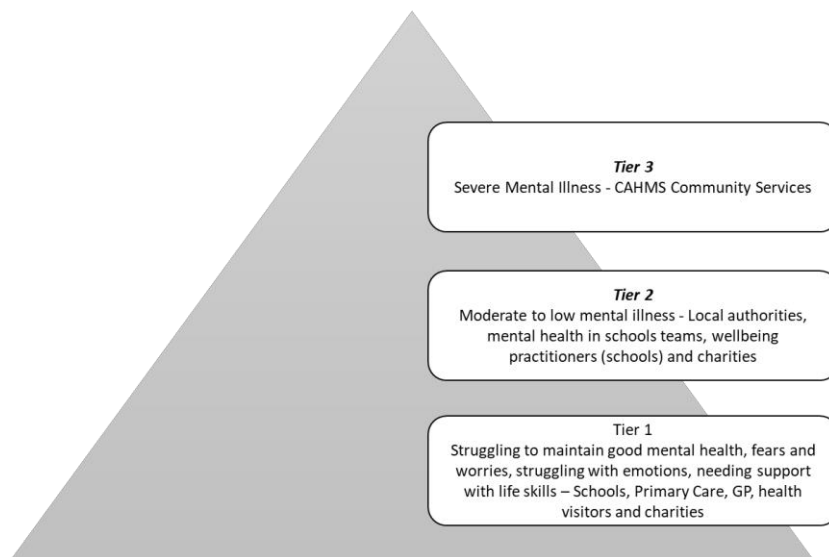 Tier 3
Severe Mental Illness - CAHMS Community Services
Tier 2
Moderate to low mental illness - Local authorities,
mental health in schools teams, wellbeing
practitioners (schools) and charities
Tier 1
Struggling to maintain good mental health, fears and
worries, struggling with emotions, needing support
with life skills – Schools, Primary Care, GP, health
visitors and charities